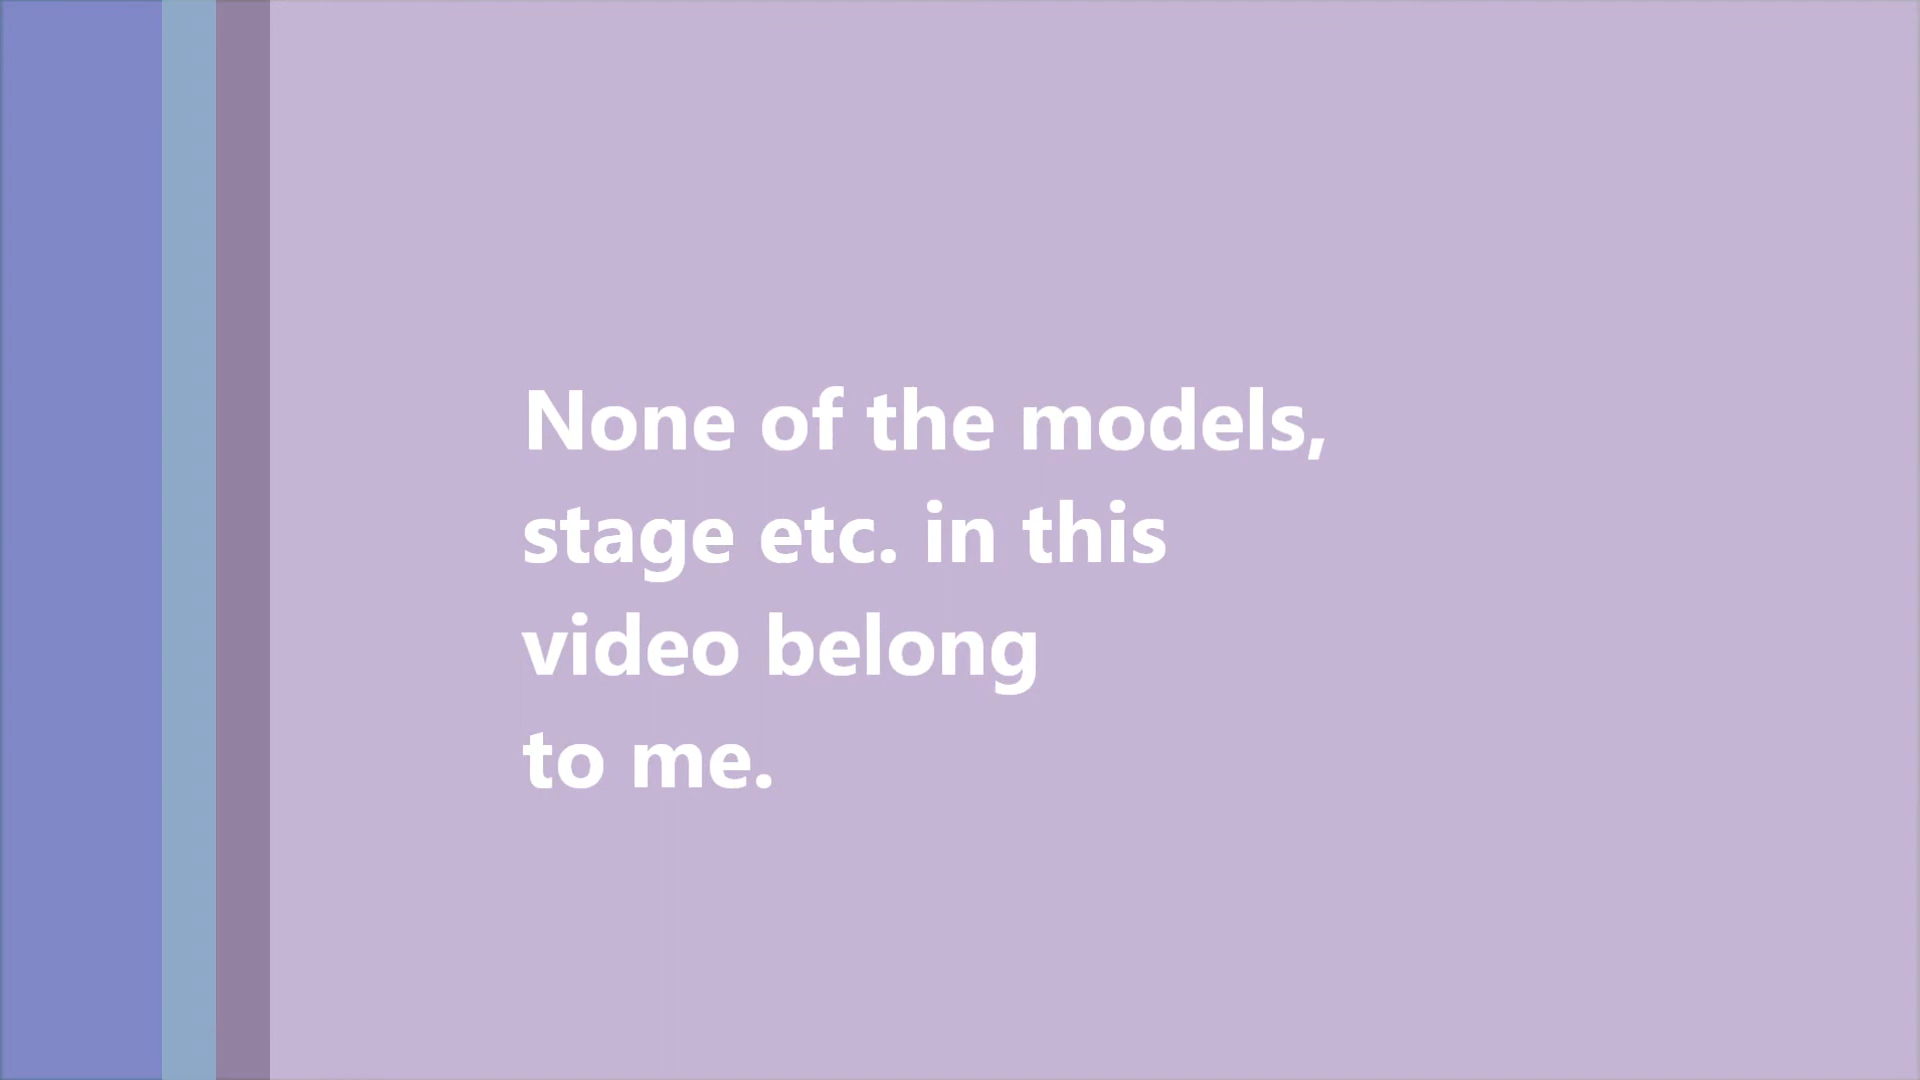 None of the models,
stage etc. in this
video belong
to me.